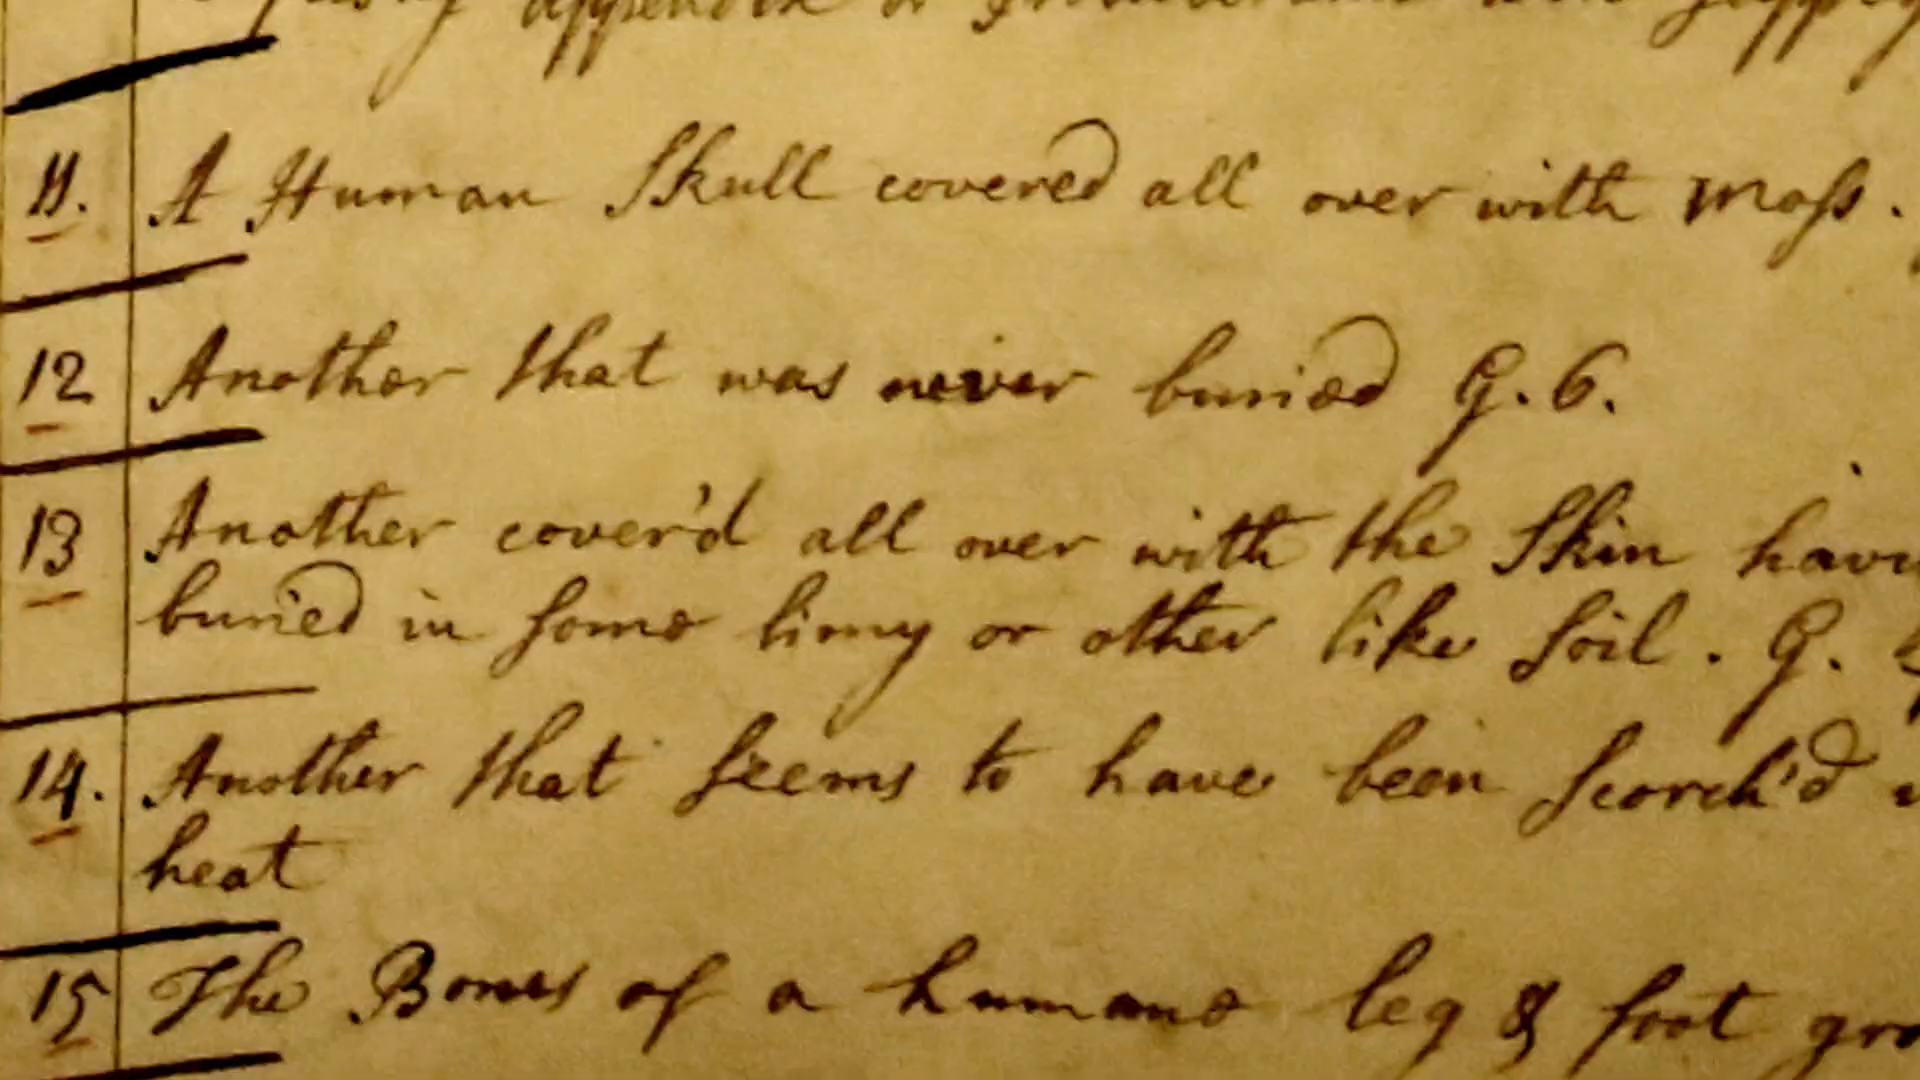 appendix
11. A Human Skull covered all over with Moſs.
12 Another that was never buried G. 6.
13 Another cover'd all over with the Skin
buried in ſome limy or other like ſoil. G.
14. Another that ſeems to have been ſcorch'd
heat
15 The Bones of a humane leg & foot